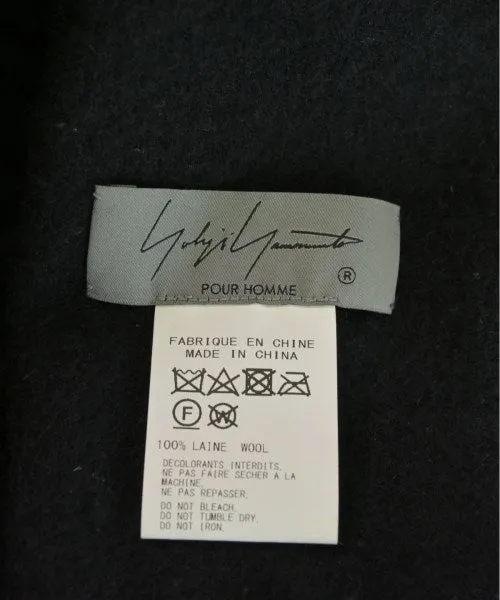 Yohji Yamamoto
®
POUR HOMME
FABRIQUE EN CHINE
MADE IN CHINA
F
W
100% LAINE WOOL
DECOLORANTS INTERDITS.
NE PAS FAIRE SECHER A LA
MACHINE,
NE PAS REPASSER;
DO NOT BLEACH.
DO NOT TUMBLE DRY.
DO NOT IRON.